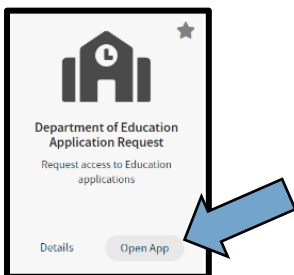 Department of Education
Application Request
Request access to Education
applications
Details
Open App